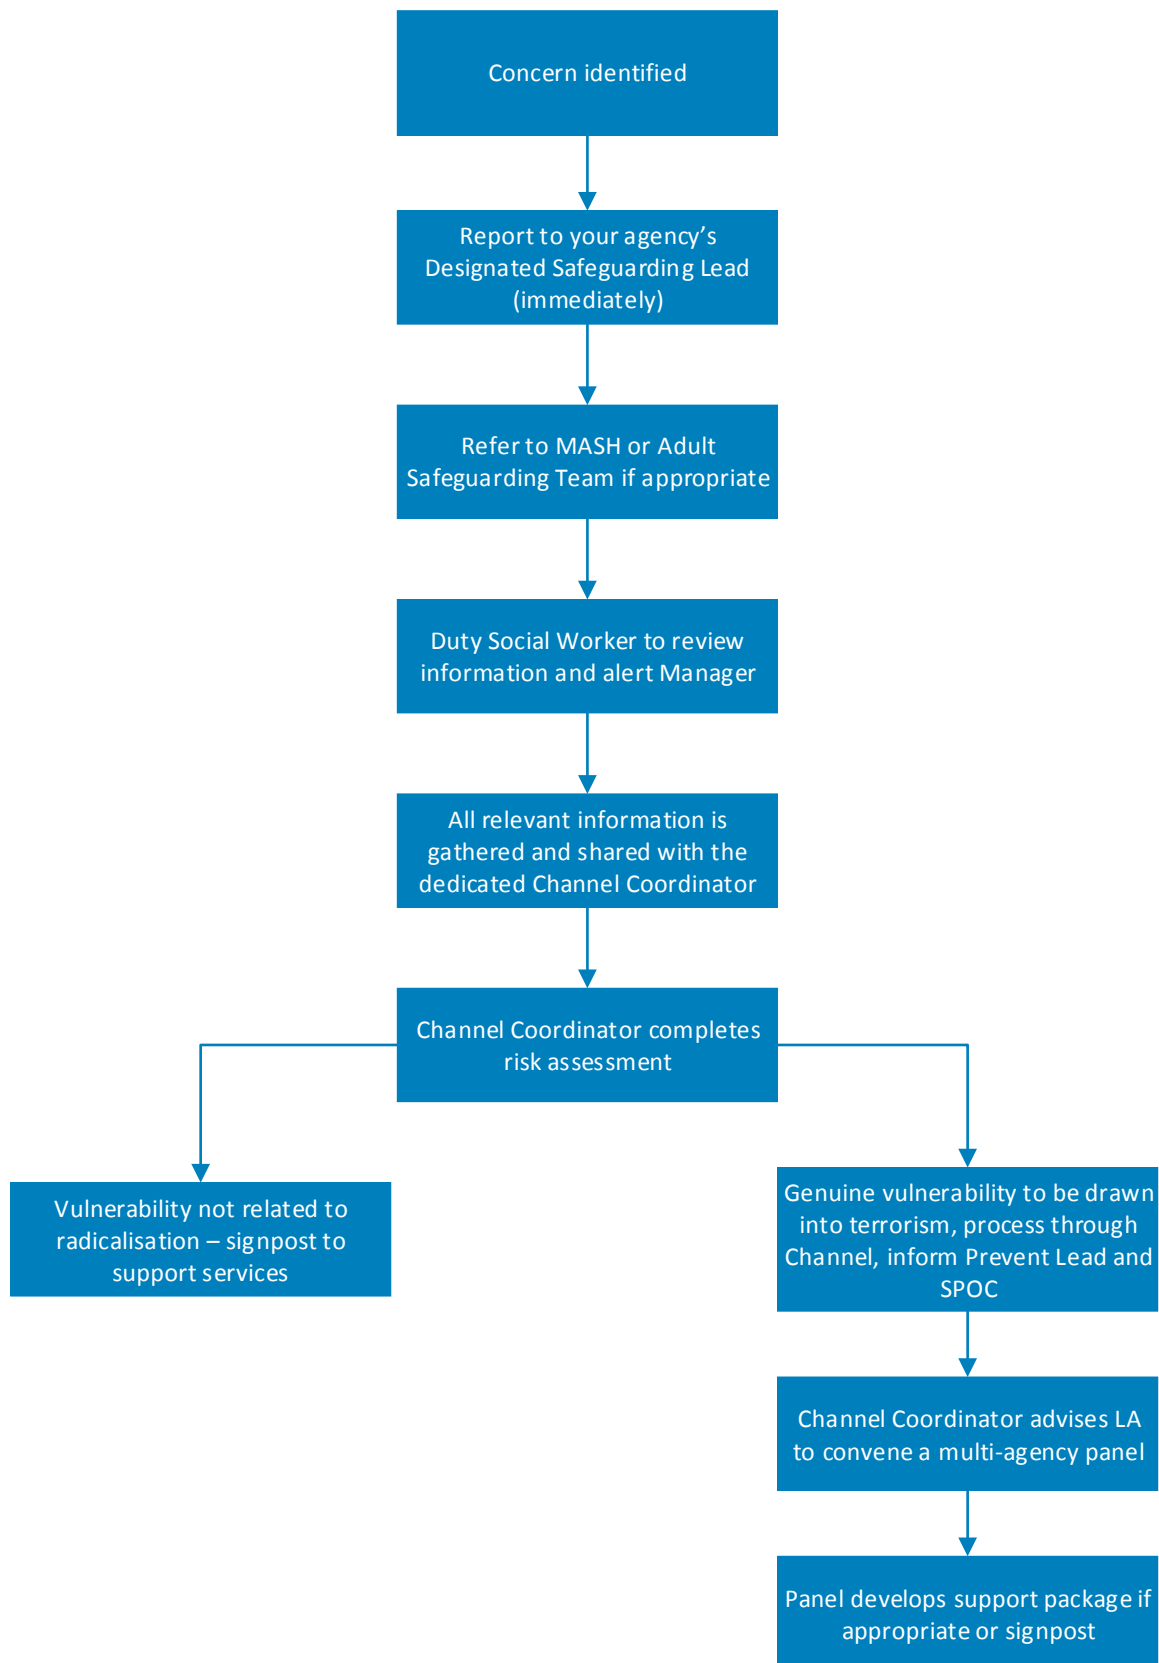 Concern identified
Report to your agency’s
Designated Safeguarding Lead
(immediately)
Refer to MASH or Adult
Safeguarding Team if appropriate
Duty Social Worker to review
information and alert Manager
All relevant information is
gathered and shared with the
dedicated Channel Coordinator
Channel Coordinator completes
risk assessment
Vulnerability not related to
radicalisation – signpost to
support services
Genuine vulnerability to be drawn
into terrorism, process through
Channel, inform Prevent Lead and
SPOC
Channel Coordinator advises LA
to convene a multi-agency panel
Panel develops support package if
appropriate or signpost